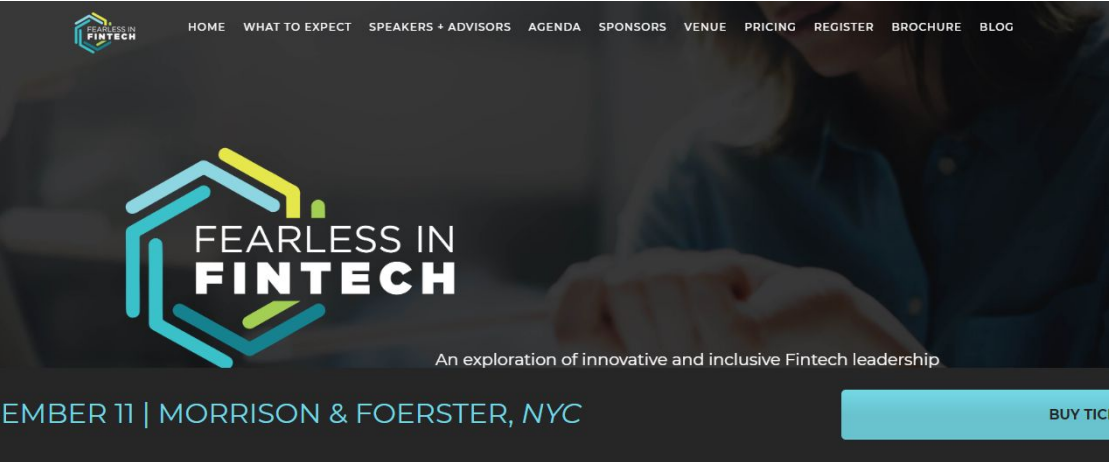 FEARLESS IN
FINTECH
HOME WHAT TO EXPECT SPEAKERS + ADVISORS AGENDA SPONSORS VENUE PRICING REGISTER BROCHURE BLOG
FEARLESS IN
FINTECH
An exploration of innovative and inclusive Fintech leadership
EMBER 11 | MORRISON & FOERSTER, NYC
BUY TIC